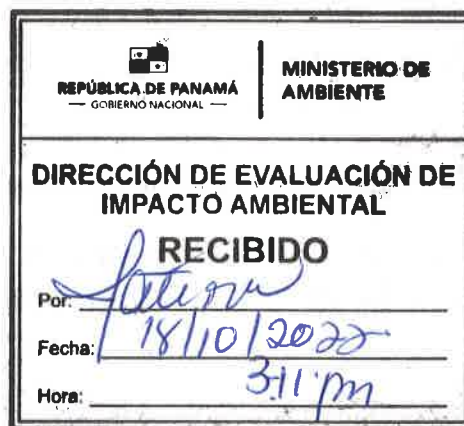 REPÚBLICA DE PANAMÁ
— GOBIERNO NACIONAL —
MINISTERIO DE
AMBIENTE
DIRECCIÓN DE EVALUACIÓN DE
IMPACTO AMBIENTAL
RECIBIDO
Por:
Fecha: 18/10/2022
Hora: 3:11 pm